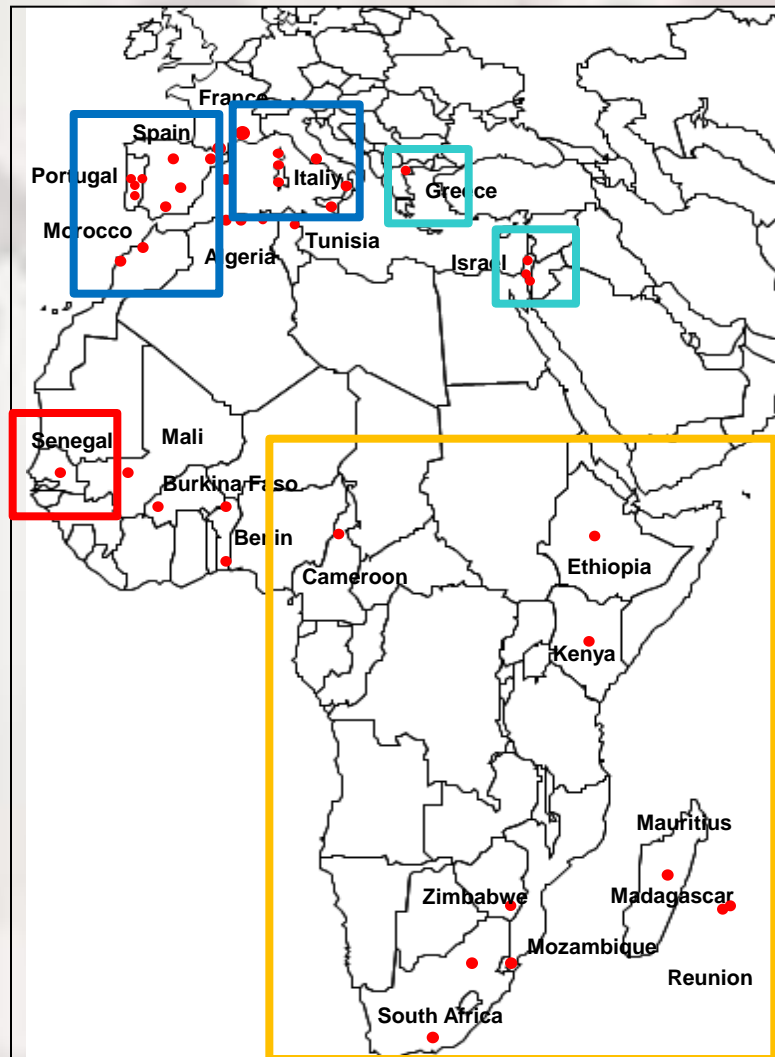 France
Spain
Portugal
Italiy
Greece
Morocco
Algeria
Tunisia
Israel
Senegal
Mali
Burkina Faso
Benin
Cameroon
Ethiopia
Kenya
Mauritius
Zimbabwe
Madagascar
Mozambique
Reunion
South Africa